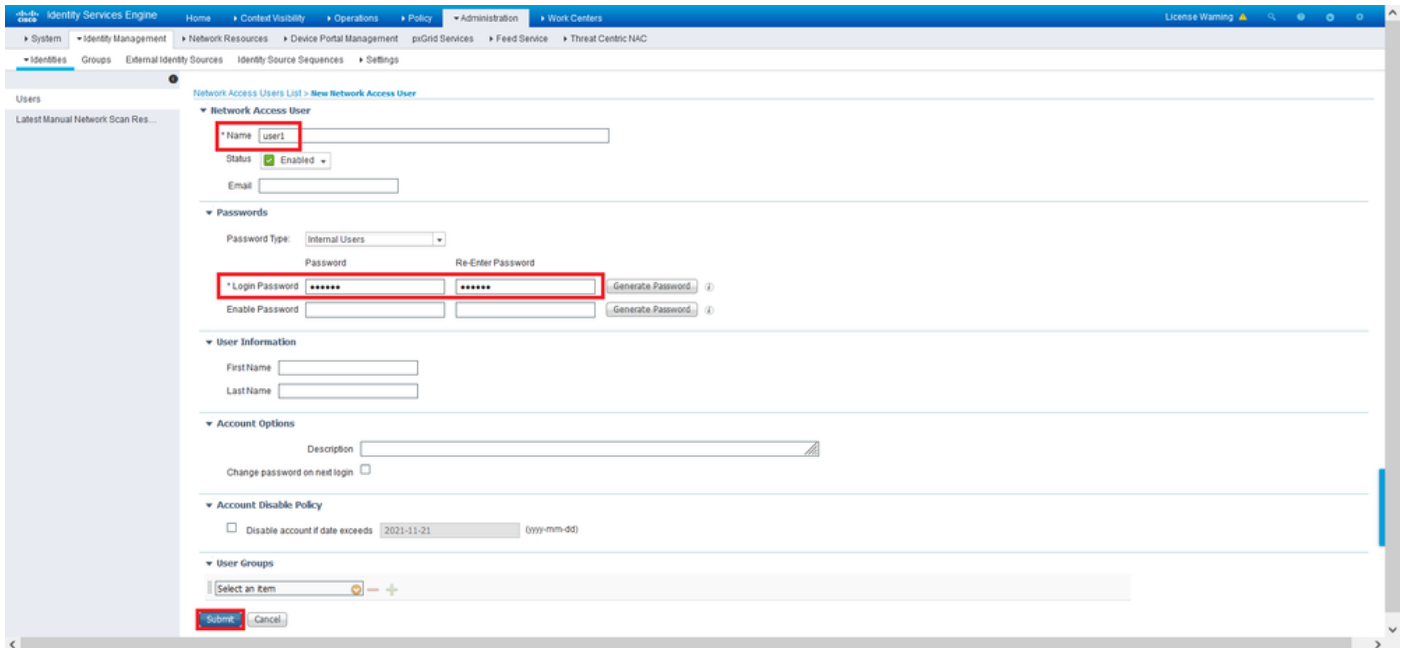 cisco Identity Services Engine Home Context Visibility Operations Policy Administration Work Centers License Warning
System Identity Management Network Resources Device Portal Management pxGrid Services Feed Service Threat Centric NAC
Identities Groups External Identity Sources Identity Source Sequences Settings
Users
Latest Manual Network Scan Res...
Network Access Users List > New Network Access User
Network Access User
* Name user1
Status Enabled
Email
Passwords
Password Type: Internal Users
Password Re-Enter Password
* Login Password •••••• •••••• Generate Password i
Enable Password Generate Password i
User Information
First Name
Last Name
Account Options
Description
Change password on next login
Account Disable Policy
Disable account if date exceeds 2021-11-21 (yyyy-mm-dd)
User Groups
Select an item
Submit Cancel